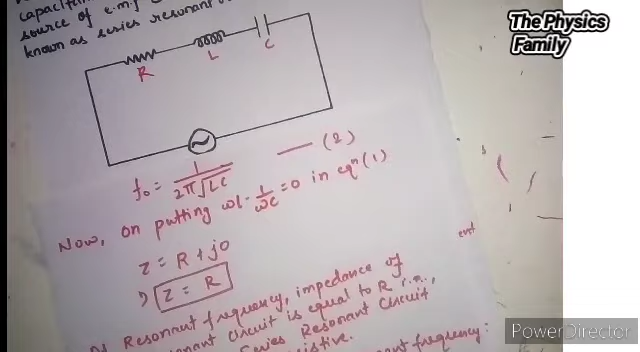 capacitan
source of e.m.f
known as series resonant
R
L
C
f₀ = 1/2π√LC —— (2)
Now, on putting ωL - 1/ωC = 0 in eqⁿ (1)
Z = R + j0
Z = R
At Resonant frequency, impedance of
Circuit is equal to R i.e.,
Series Resonant Circuit
frequency:
The Physics
Family
PowerDirector